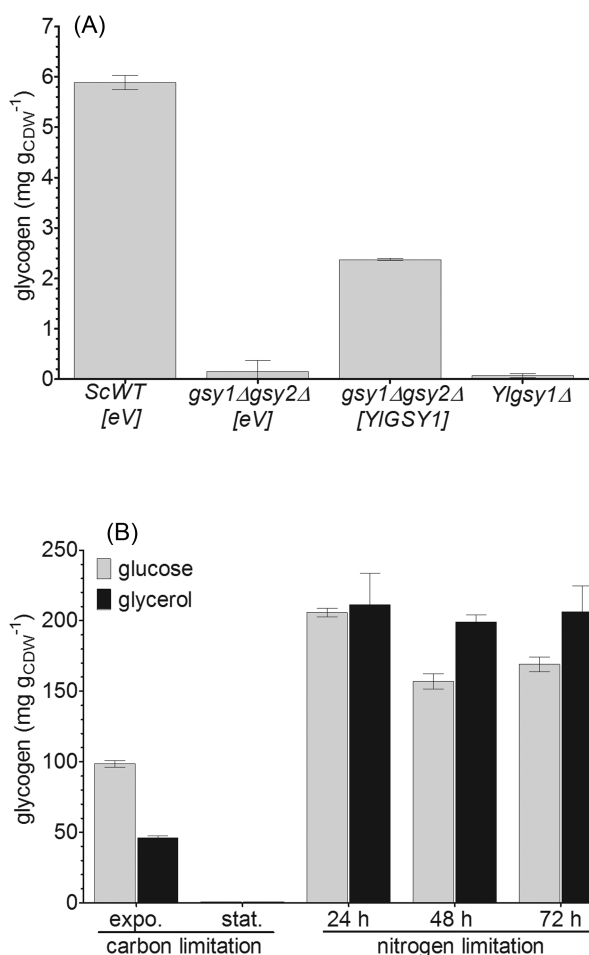 (A)
glycogen (mg gCDW-1)
7
6
5
4
3
2
1
0
ScWT gsy1Δgsy2Δ gsy1Δgsy2Δ Ylgsy1Δ
[eV] [eV] [YlGSY1]
(B)
glycogen (mg gCDW-1)
250
200
150
100
50
0
glucose
glycerol
expo. stat. 24 h 48 h 72 h
carbon limitation nitrogen limitation